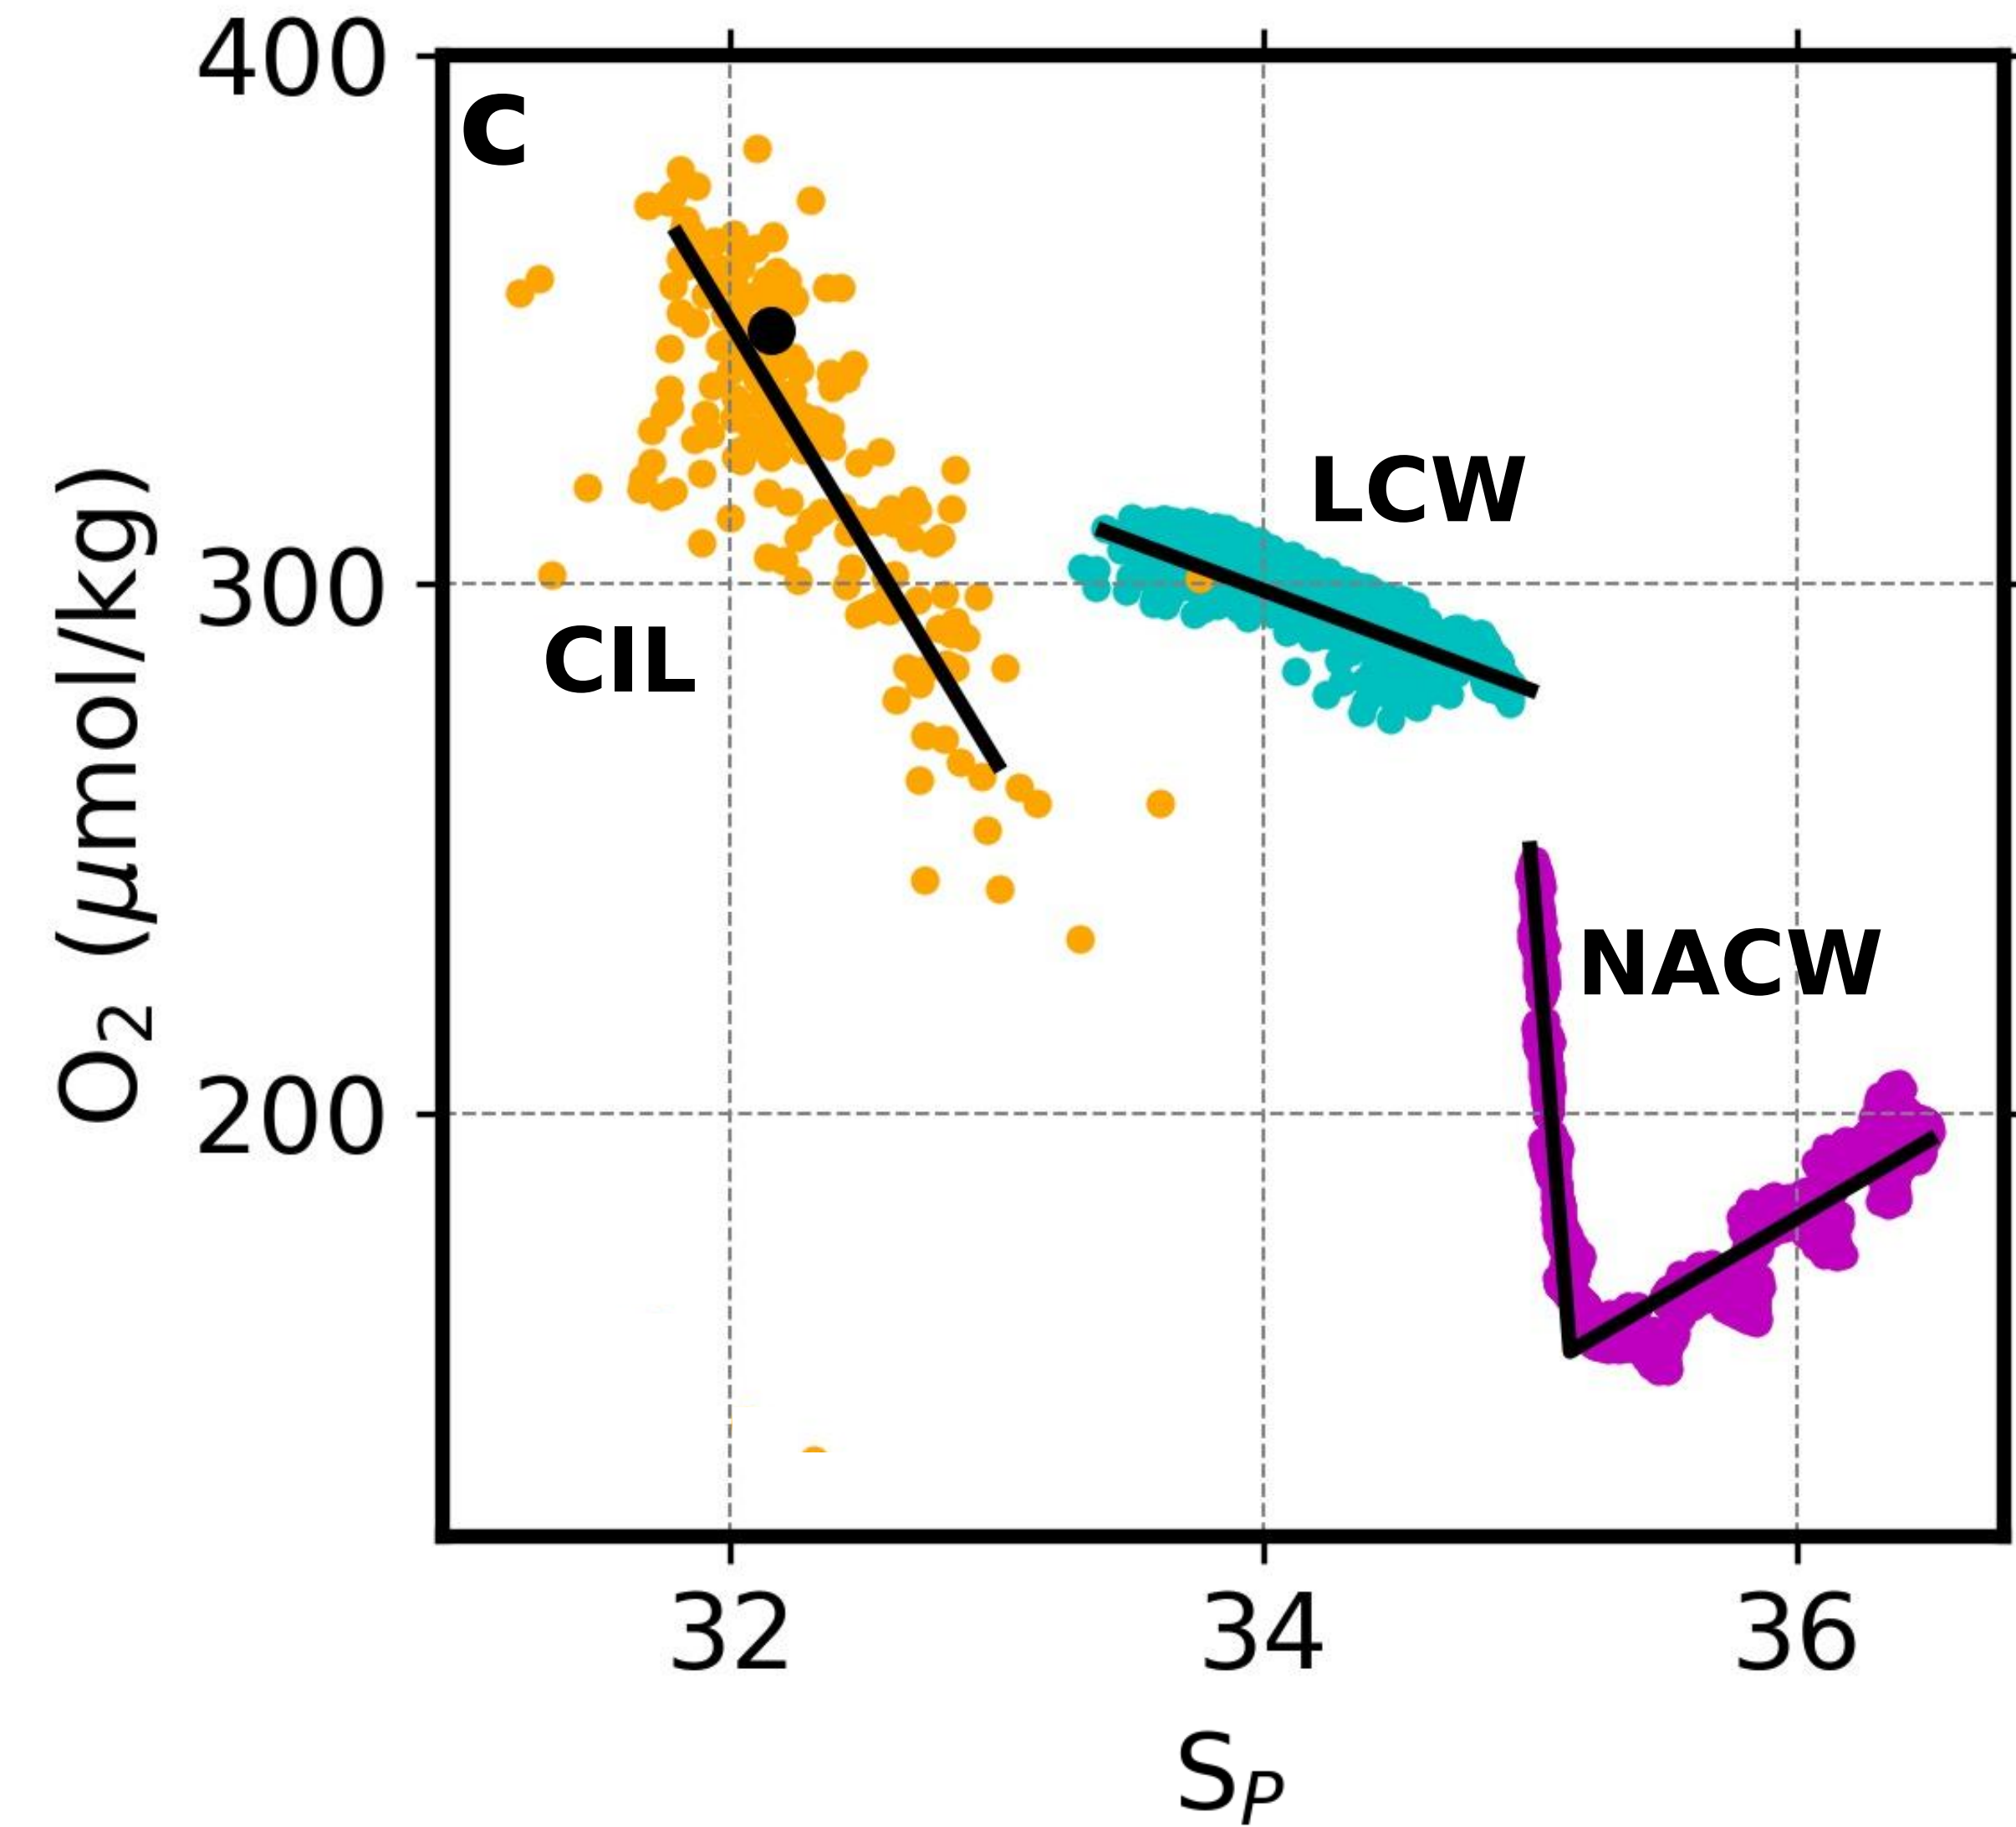 400
C
LCW
300
CIL
O₂ (μmol/kg)
NACW
200
32 34 36
S_P